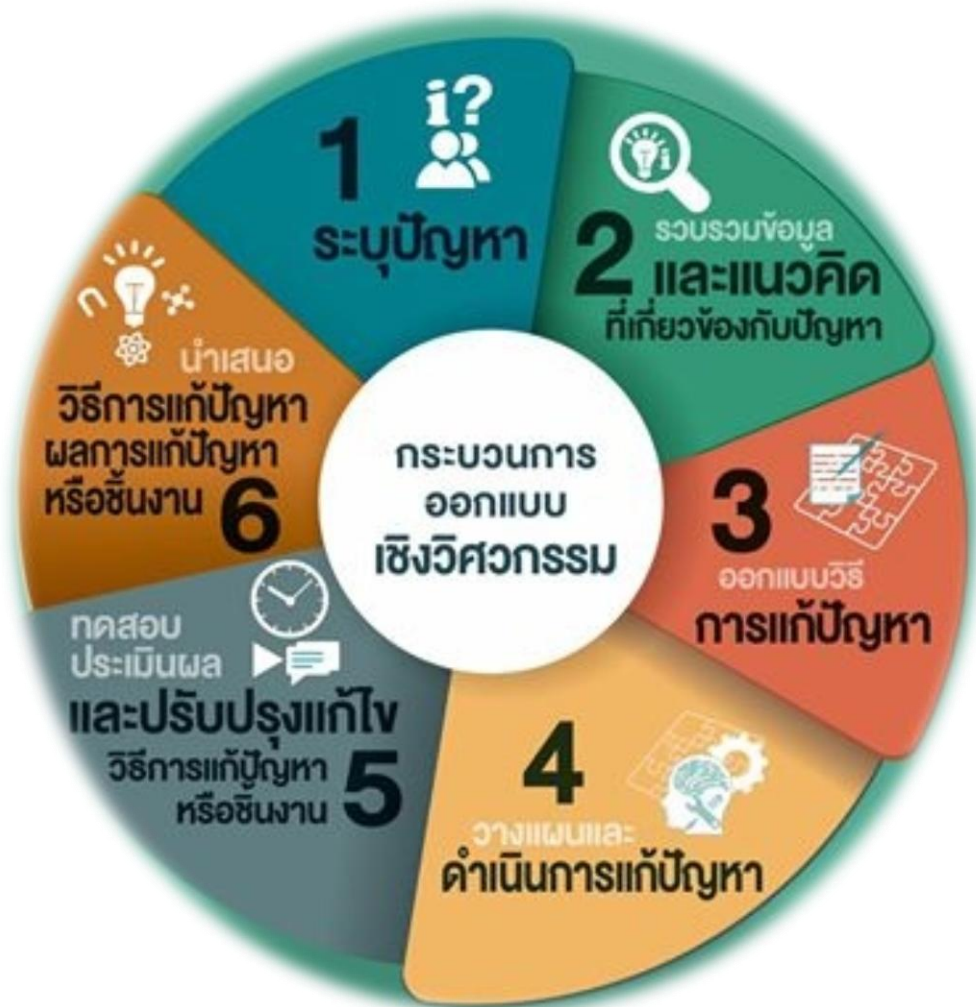 กระบวนการ
ออกแบบ
เชิงวิศวกรรม
i?
1
ระบุปัญหา
2
รวบรวมข้อมูล
และแนวคิด
ที่เกี่ยวข้องกับปัญหา
3
ออกแบบวิธี
การแก้ปัญหา
4
วางแผนและ
ดำเนินการแก้ปัญหา
ทดสอบ
ประเมินผล
และปรับปรุงแก้ไข
วิธีการแก้ปัญหา
หรือชิ้นงาน 5
นำเสนอ
วิธีการแก้ปัญหา
ผลการแก้ปัญหา
หรือชิ้นงาน 6